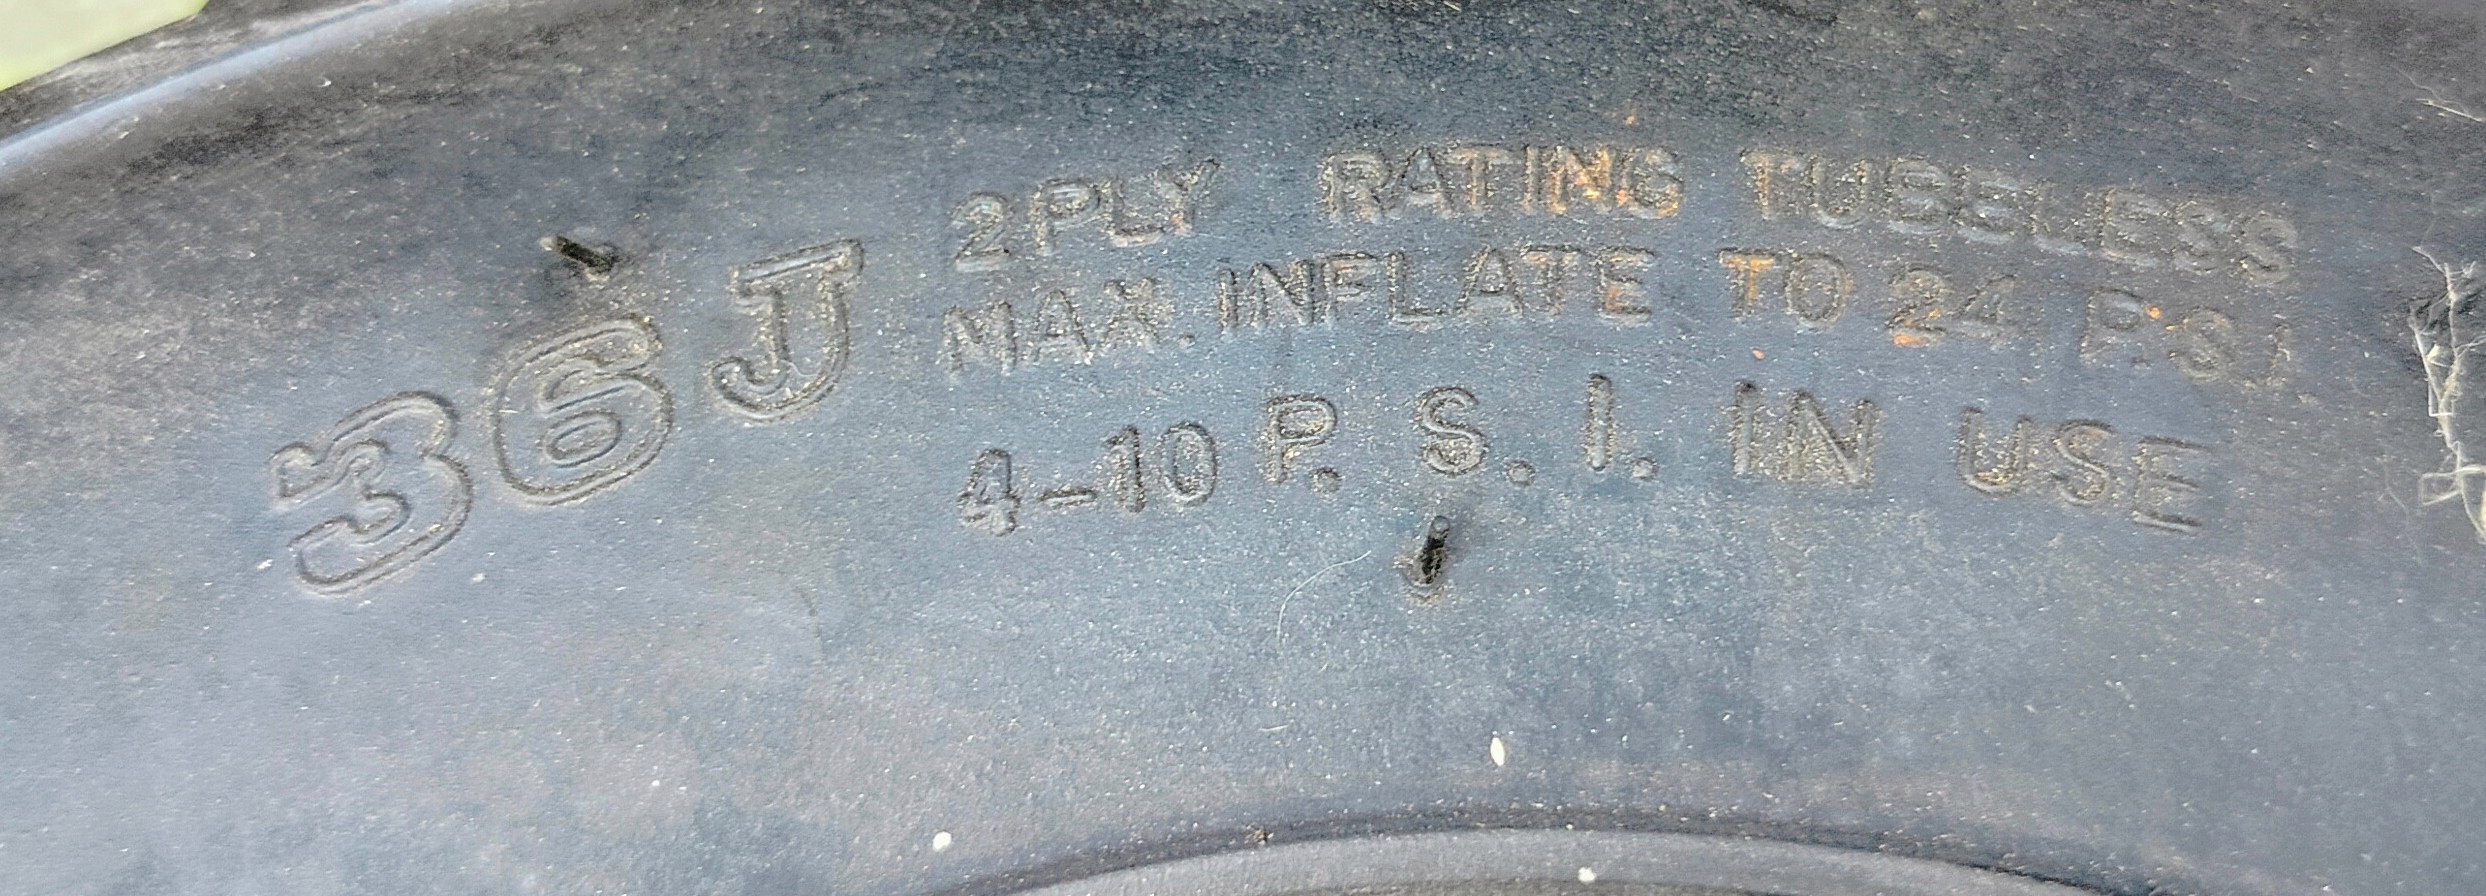 36J
2PLY RATING TUBELESS
MAX. INFLATE TO 24 P.S.I
4-10 P. S. I. IN USE